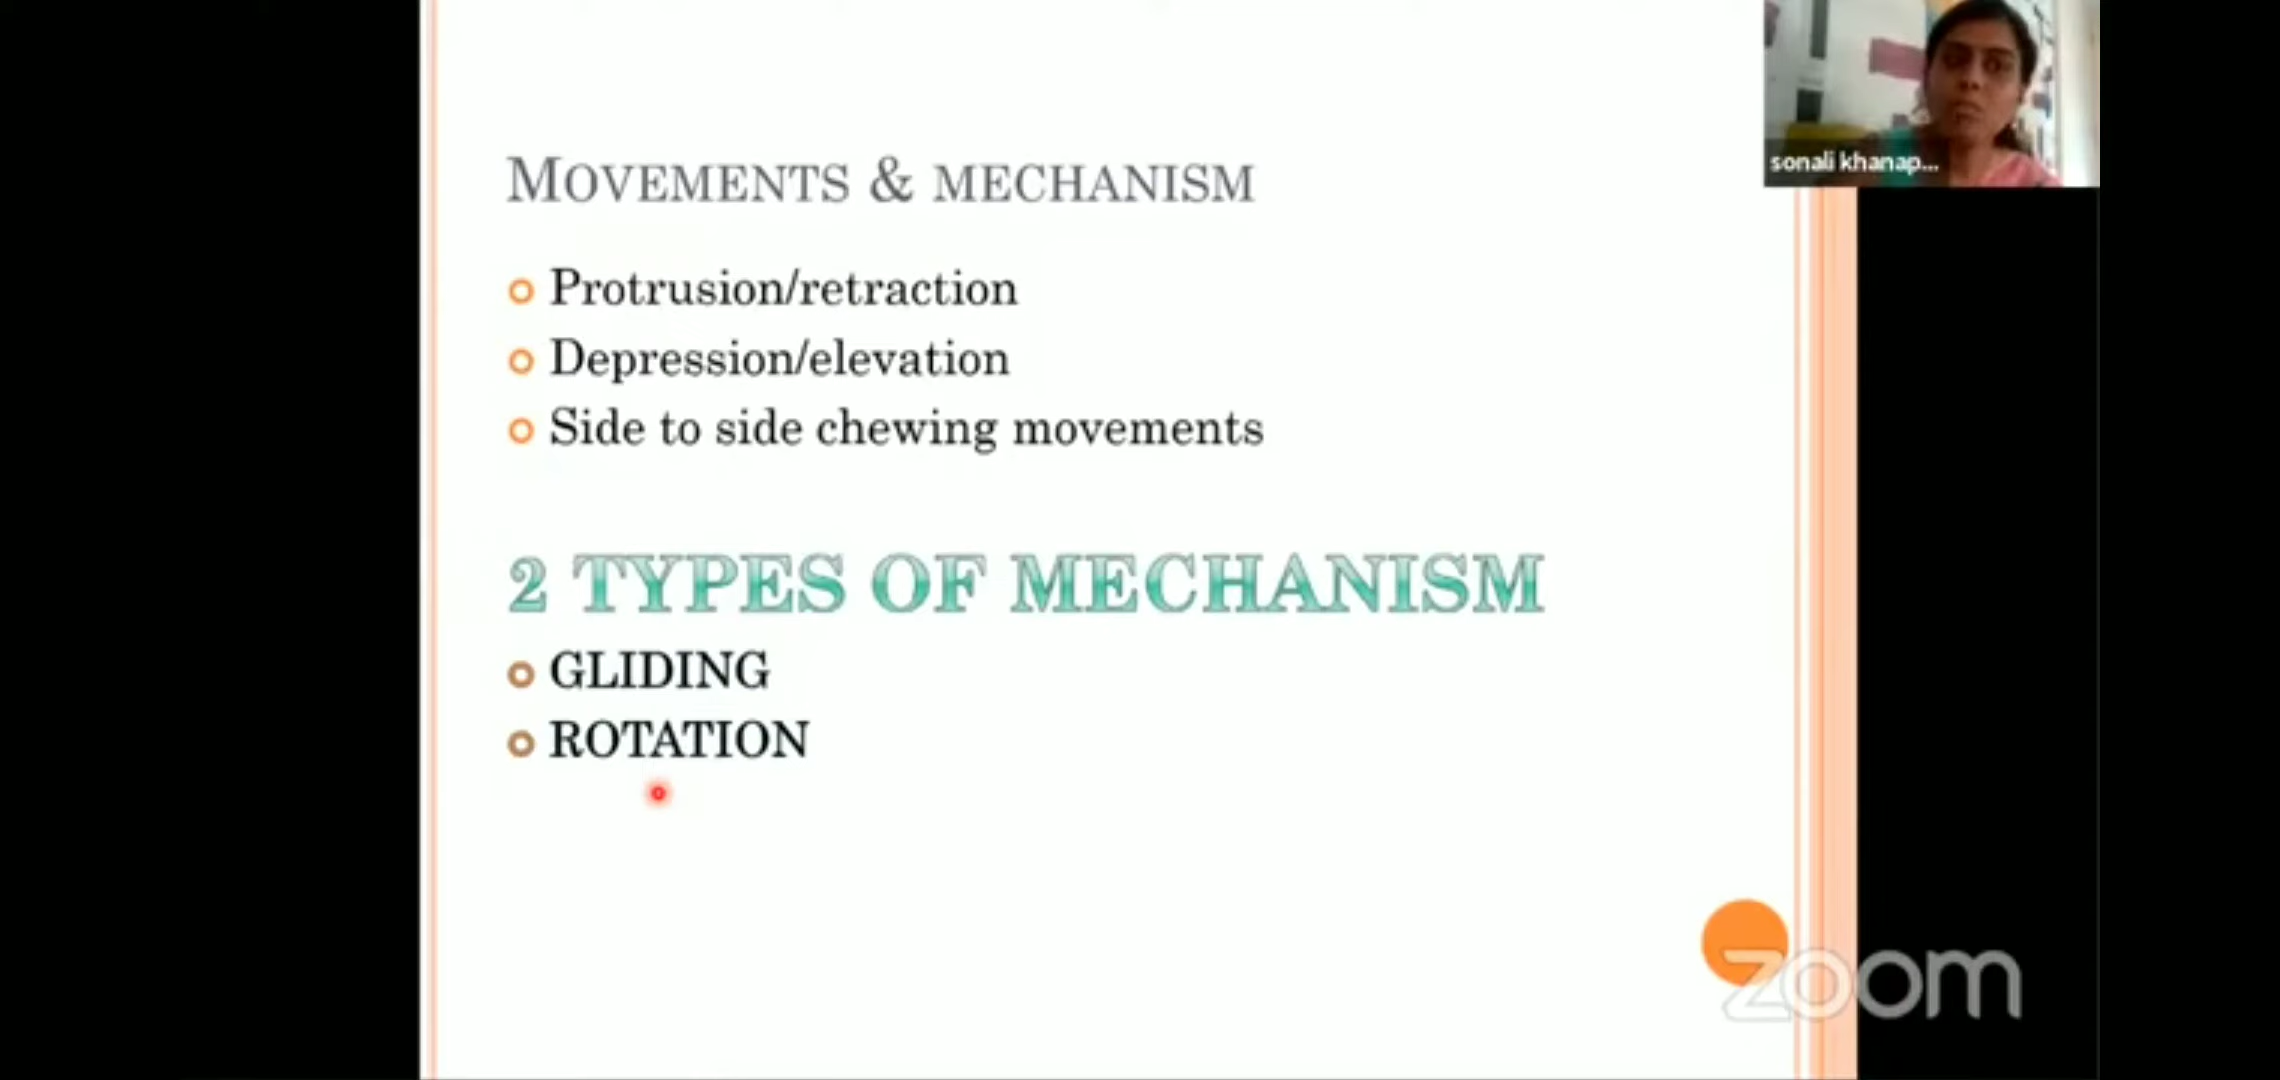 sonali khanap...
MOVEMENTS & MECHANISM
Protrusion/retraction
Depression/elevation
Side to side chewing movements
2 TYPES OF MECHANISM
GLIDING
ROTATION
zoom